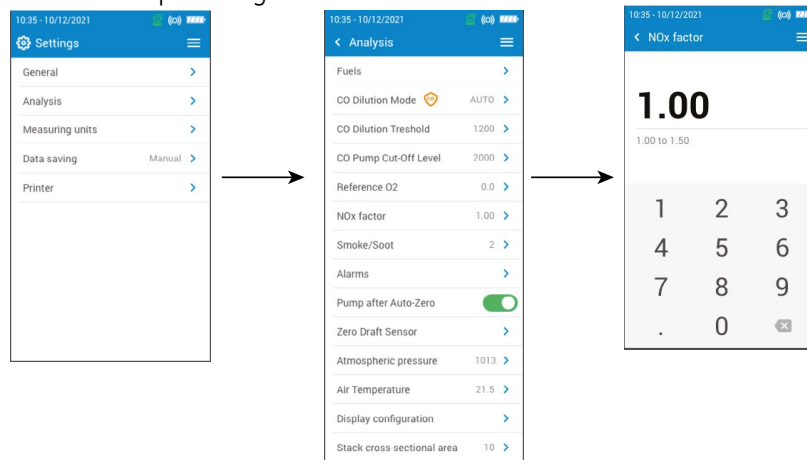 10:35 - 10/12/2021
Settings
General
Analysis
Measuring units
Data saving Manual
Printer
10:35 - 10/12/2021
Analysis
Fuels
CO Dilution Mode AUTO
CO Dilution Treshold 1200
CO Pump Cut-Off Level 2000
Reference O2 0.0
NOx factor 1.00
Smoke/Soot 2
Alarms
Pump after Auto-Zero
Zero Draft Sensor
Atmospheric pressure 1013
Air Temperature 21.5
Display configuration
Stack cross-sectional area 10
10:35 - 10/12/2021
NOx factor
1.00
1.00 to 1.50
1 2 3
4 5 6
7 8 9
. 0